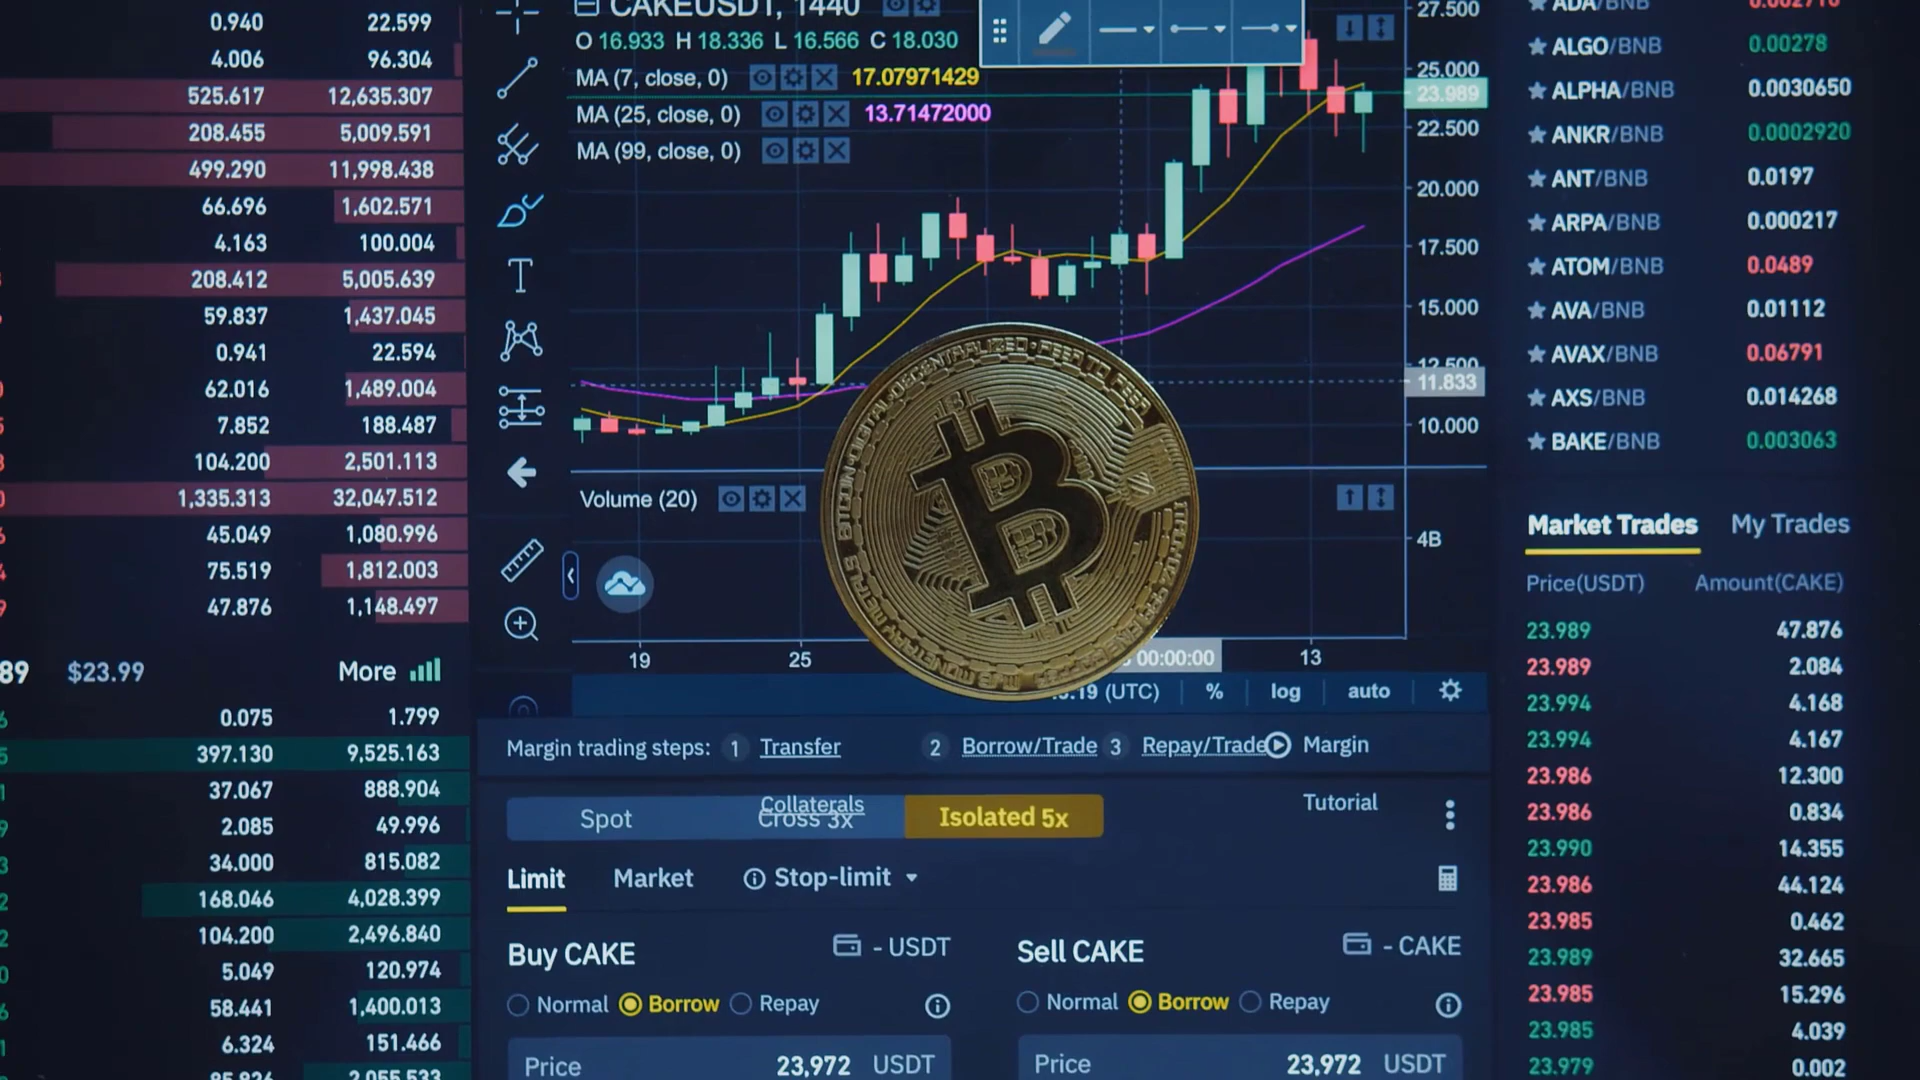 0.940 22.599
4.006 96.304
525.617 12,635.307
208.455 5,009.591
499.290 11,998.438
66.696 1,602.571
4.163 100.004
208.412 5,005.639
59.837 1,437.045
0.941 22.594
62.016 1,489.004
7.852 188.487
104.200 2,501.113
1,335.313 32,047.512
45.049 1,080.996
75.519 1,812.003
47.876 1,148.497
89 $23.99 More
0.075 1.799
397.130 9,525.163
37.067 888.904
2.085 49.996
34.000 815.082
168.046 4,028.399
104.200 2,496.840
5.049 120.974
58.441 1,400.013
6.324 151.466
2,055.533
CAKEUSDT, 1440
O 16.933 H 18.336 L 16.566 C 18.030
MA (7, close, 0) 17.07971429
MA (25, close, 0) 13.71472000
MA (99, close, 0)
27.500
25.000
23.989
22.500
20.000
17.500
15.000
12.500
11.833
10.000
Volume (20)
4B
19 25 00:00:00 13
BITCOIN·DIGITAL·DECENTRALIZED·PEER TO PEER
19 (UTC) % log auto
Margin trading steps: 1 Transfer 2 Borrow/Trade 3 Repay/Trade Margin
Collaterals Tutorial
Spot Cross 3x Isolated 5x
Limit Market Stop-limit
Buy CAKE - USDT
Normal Borrow Repay
Price 23,972 USDT
Sell CAKE - CAKE
Normal Borrow Repay
Price 23,972 USDT
ADA/BNB 0.002716
ALGO/BNB 0.00278
ALPHA/BNB 0.0030650
ANKR/BNB 0.0002920
ANT/BNB 0.0197
ARPA/BNB 0.000217
ATOM/BNB 0.0489
AVA/BNB 0.01112
AVAX/BNB 0.06791
AXS/BNB 0.014268
BAKE/BNB 0.003063
Market Trades My Trades
Price(USDT) Amount(CAKE)
23.989 47.876
23.989 2.084
23.994 4.168
23.994 4.167
23.986 12.300
23.986 0.834
23.990 14.355
23.986 44.124
23.985 0.462
23.989 32.665
23.985 15.296
23.985 4.039
23.979 0.002